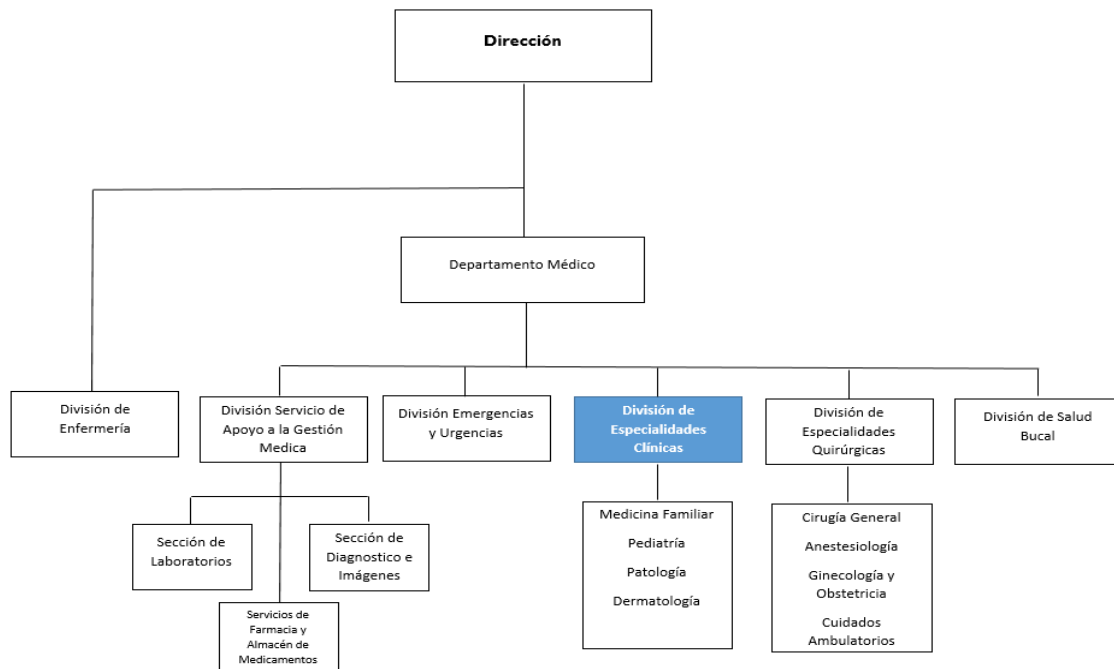 Dirección
Departamento Médico
División de
Enfermería
División Servicio de
Apoyo a la Gestión
Medica
División Emergencias
y Urgencias
División de
Especialidades
Clínicas
División de
Especialidades
Quirúrgicas
División de Salud
Bucal
Sección de
Laboratorios
Sección de
Diagnostico e
Imágenes
Servicios de
Farmacia y
Almacén de
Medicamentos
Medicina Familiar
Pediatría
Patología
Dermatología
Cirugía General
Anestesiología
Ginecología y
Obstetricia
Cuidados
Ambulatorios